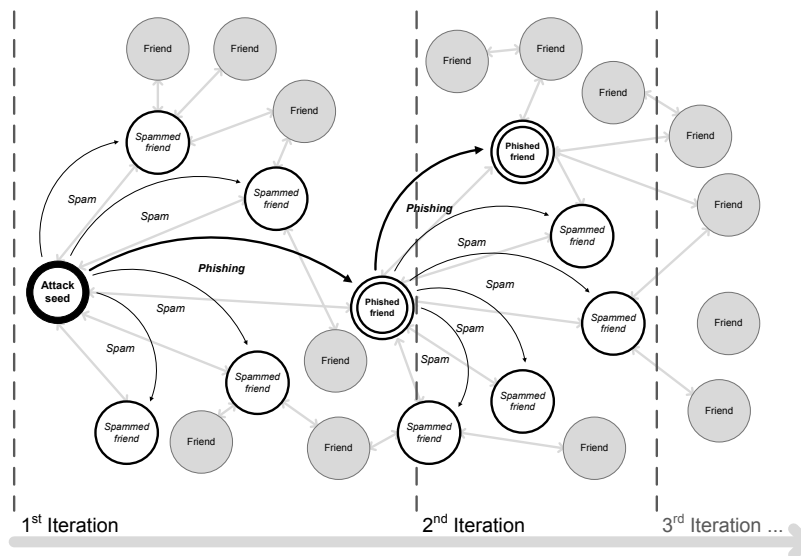 Friend
Friend
Friend
Friend
Friend
Friend
Spammed
friend
Friend
Phished
friend
Spam
Spammed
friend
Spam
Friend
Phishing
Spam
Spammed
friend
Phishing
Attack
seed
Spam
Spam
Phished
friend
Spam
Spammed
friend
Friend
Spam
Spam
Friend
Spammed
friend
Spammed
friend
Friend
Spammed
friend
Friend
Friend
Spammed
friend
Friend
1st Iteration
2nd Iteration
3rd Iteration ...